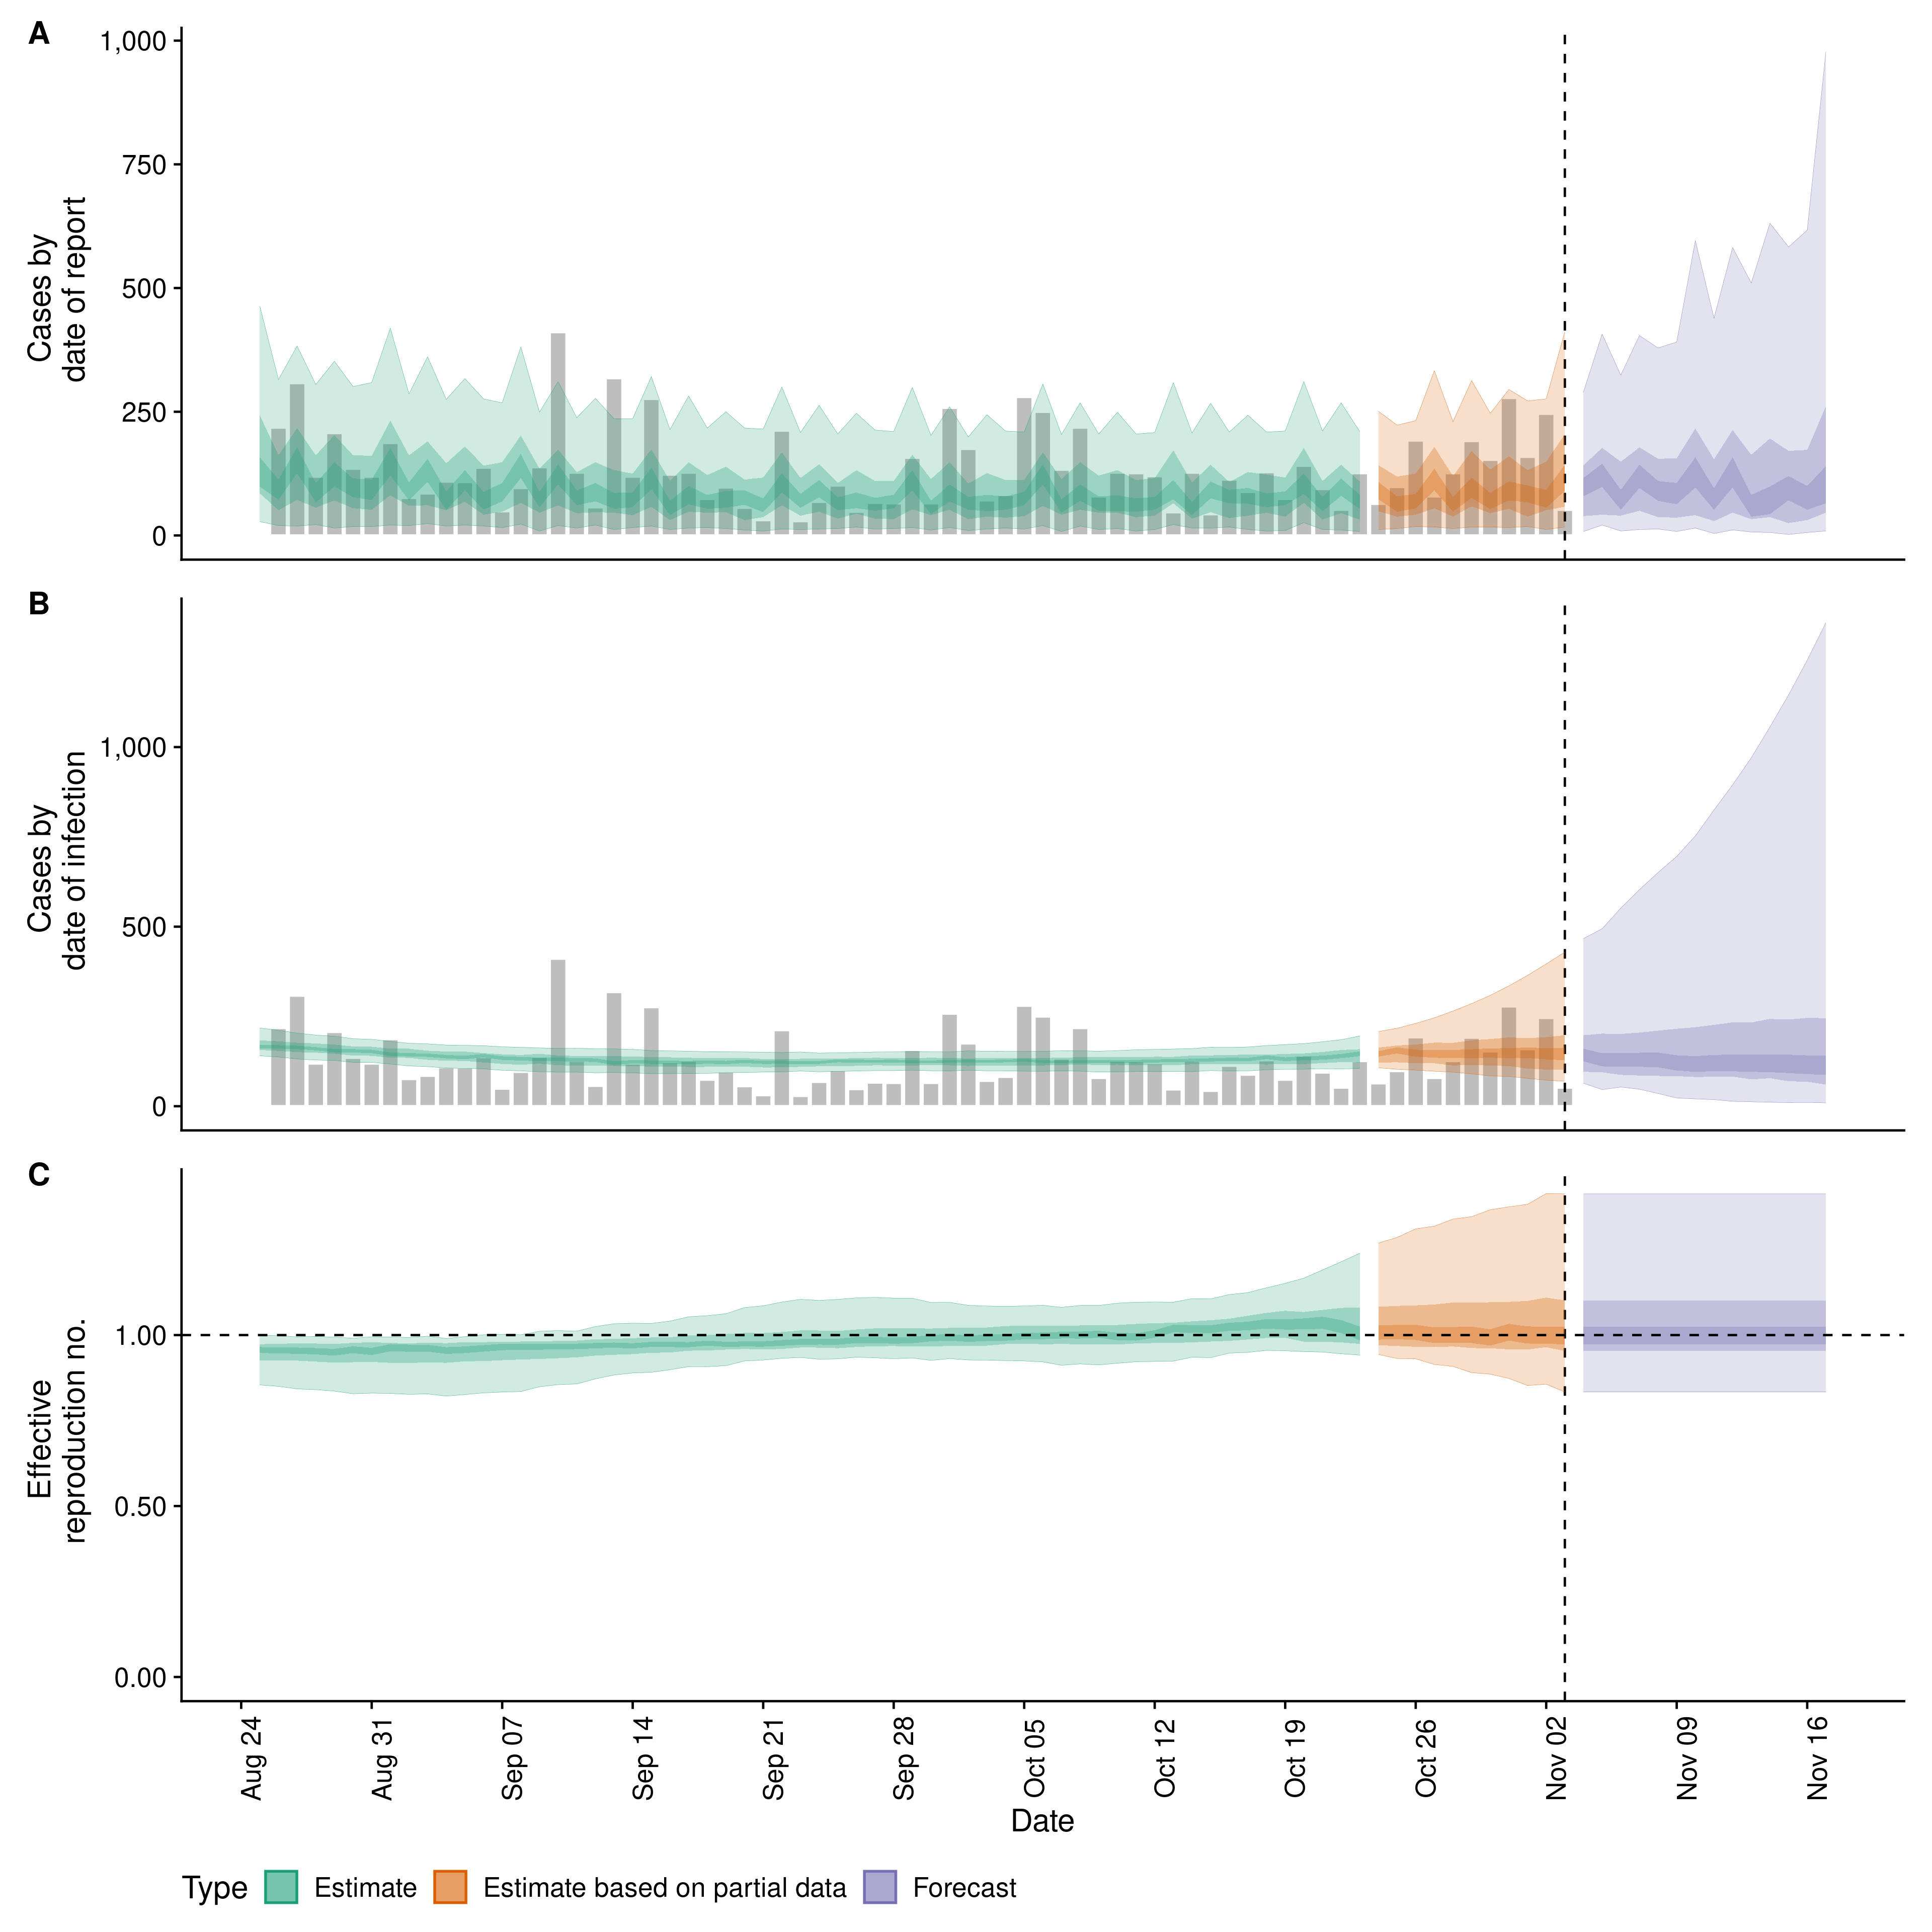 A
1,000
750
500
250
0
Cases by
date of report
B
1,000
500
0
Cases by
date of infection
C
1.00
0.50
0.00
Effective
reproduction no.
Aug 24
Aug 31
Sep 07
Sep 14
Sep 21
Sep 28
Oct 05
Oct 12
Oct 19
Oct 26
Nov 02
Nov 09
Nov 16
Date
Type
Estimate
Estimate based on partial data
Forecast